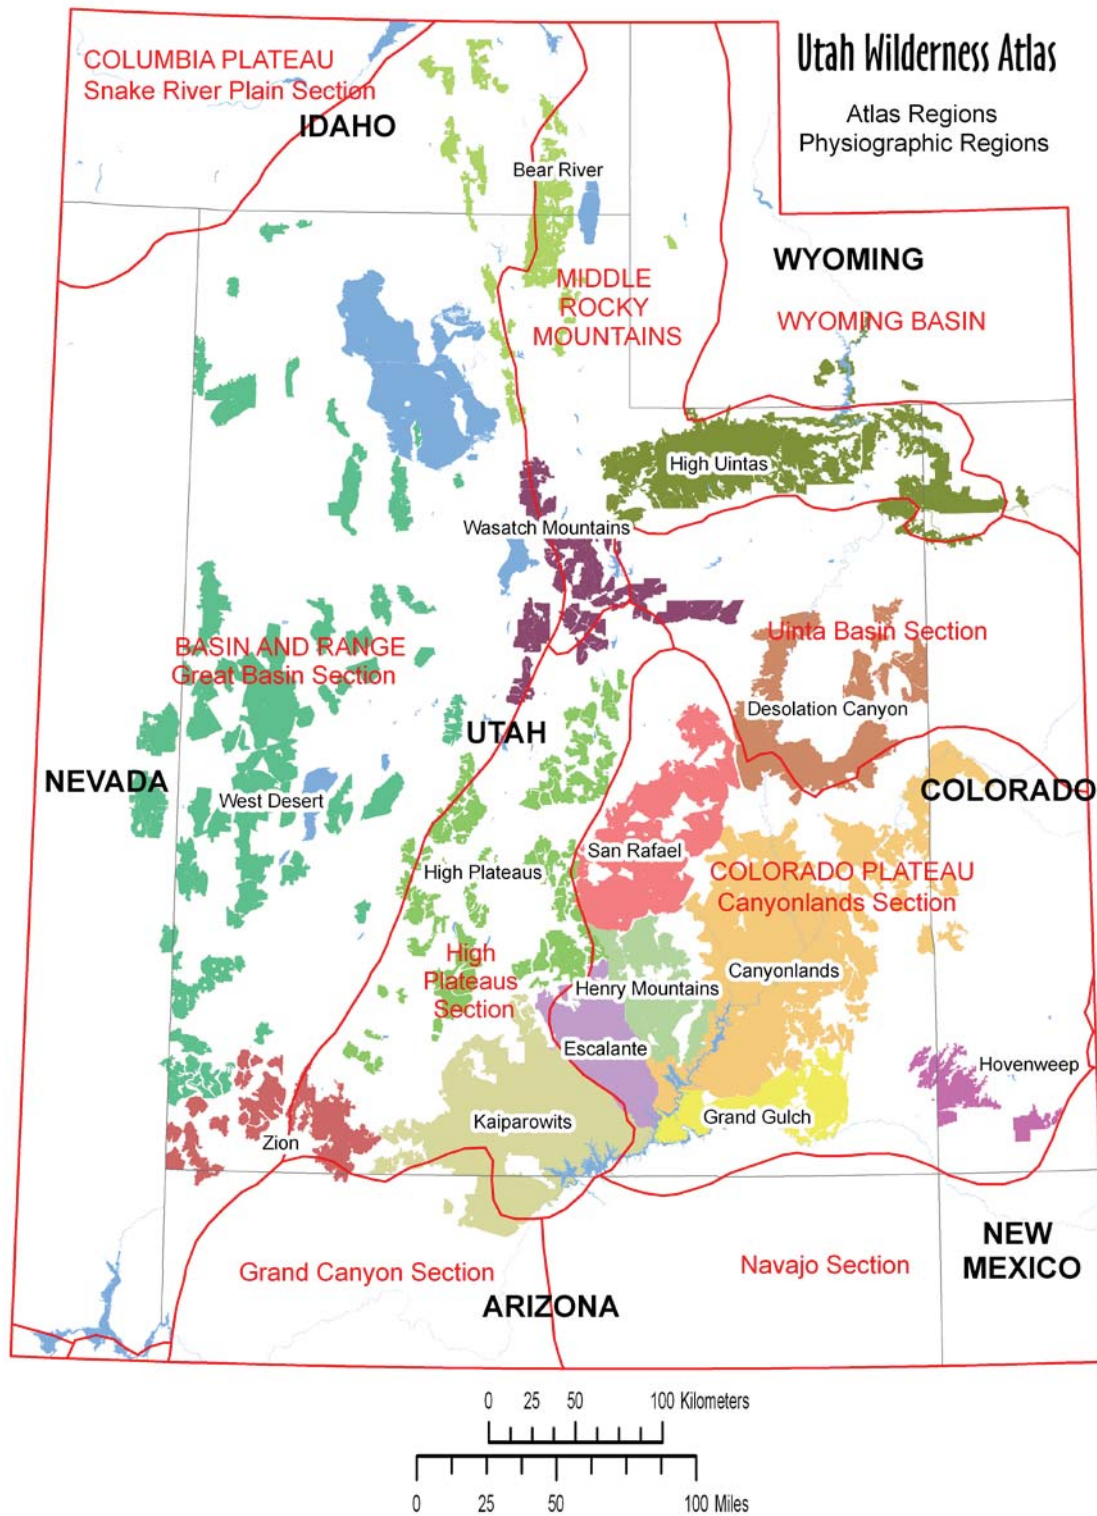 Utah Wilderness Atlas
Atlas Regions
Physiographic Regions
COLUMBIA PLATEAU
Snake River Plain Section
IDAHO
Bear River
WYOMING
MIDDLE
ROCKY
MOUNTAINS
WYOMING BASIN
High Uintas
Wasatch Mountains
BASIN AND RANGE
Great Basin Section
Uinta Basin Section
Desolation Canyon
UTAH
NEVADA
West Desert
COLORADO
San Rafael
High Plateaus
COLORADO PLATEAU
Canyonlands Section
High
Plateaus
Section
Canyonlands
Henry Mountains
Escalante
Hovenweep
Kaiparowits
Grand Gulch
Zion
Grand Canyon Section
Navajo Section
NEW
MEXICO
ARIZONA
0 25 50 100 Kilometers
0 25 50 100 Miles